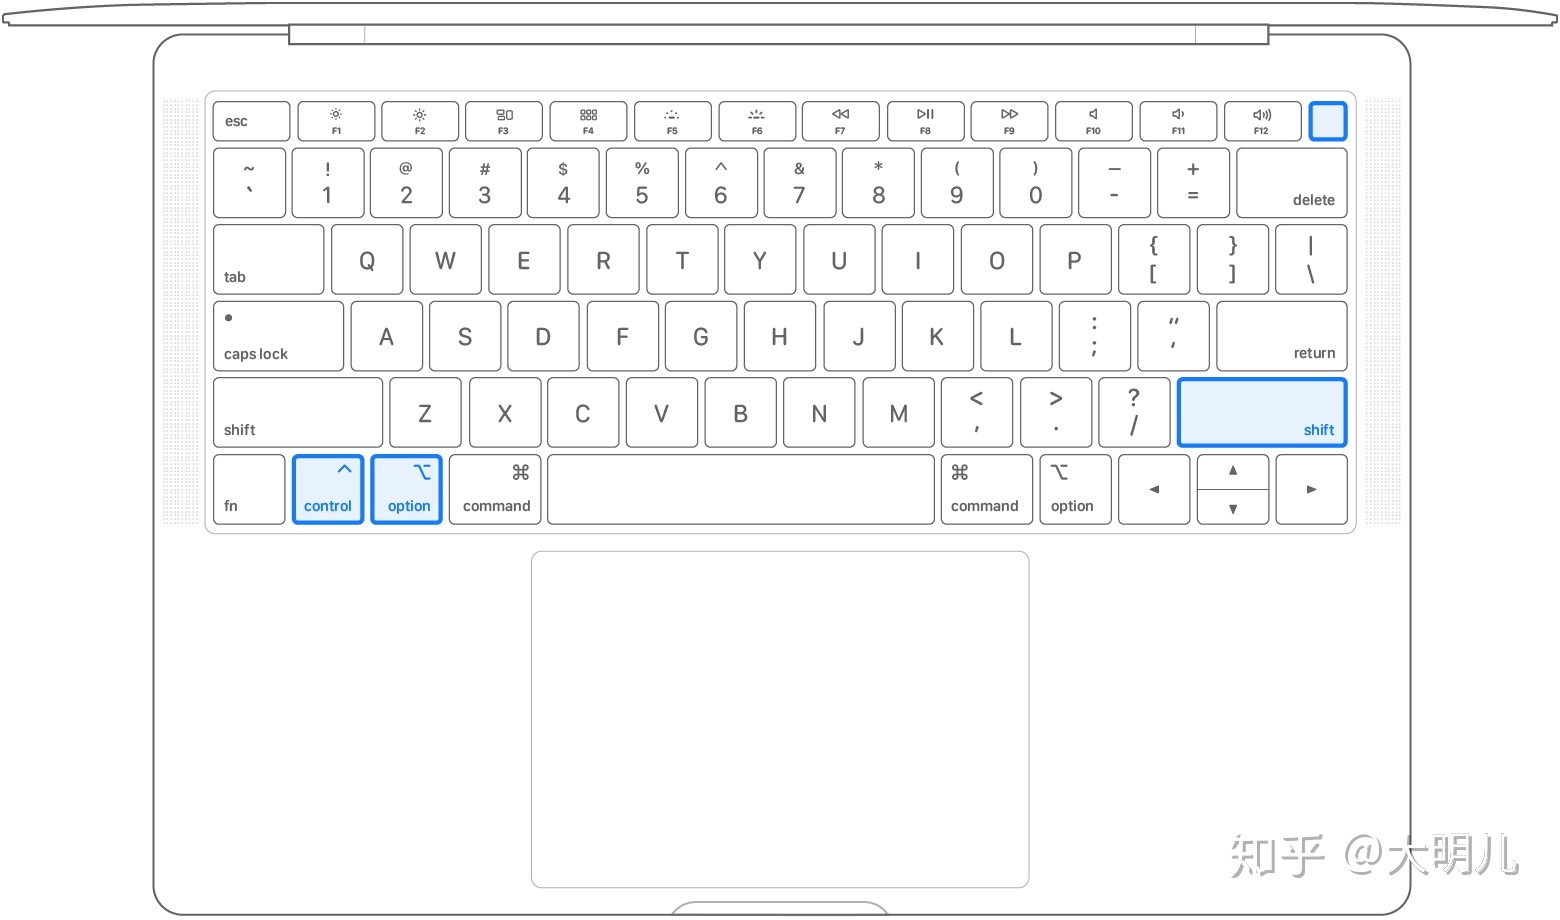 esc F1 F2 F3 F4 F5 F6 F7 F8 F9 F10 F11 F12
~ ! @ # $ % ^ & * ( ) — +
` 1 2 3 4 5 6 7 8 9 0 - = delete
tab Q W E R T Y U I O P { [ } ] | \
caps lock A S D F G H J K L : ; “ ‘ return
shift Z X C V B N M < , > . ? / shift
^ ⌥ ⌘ ⌘ ⌥
fn control option command command option ◀ ▲ ▼ ▶
知乎 @大明儿